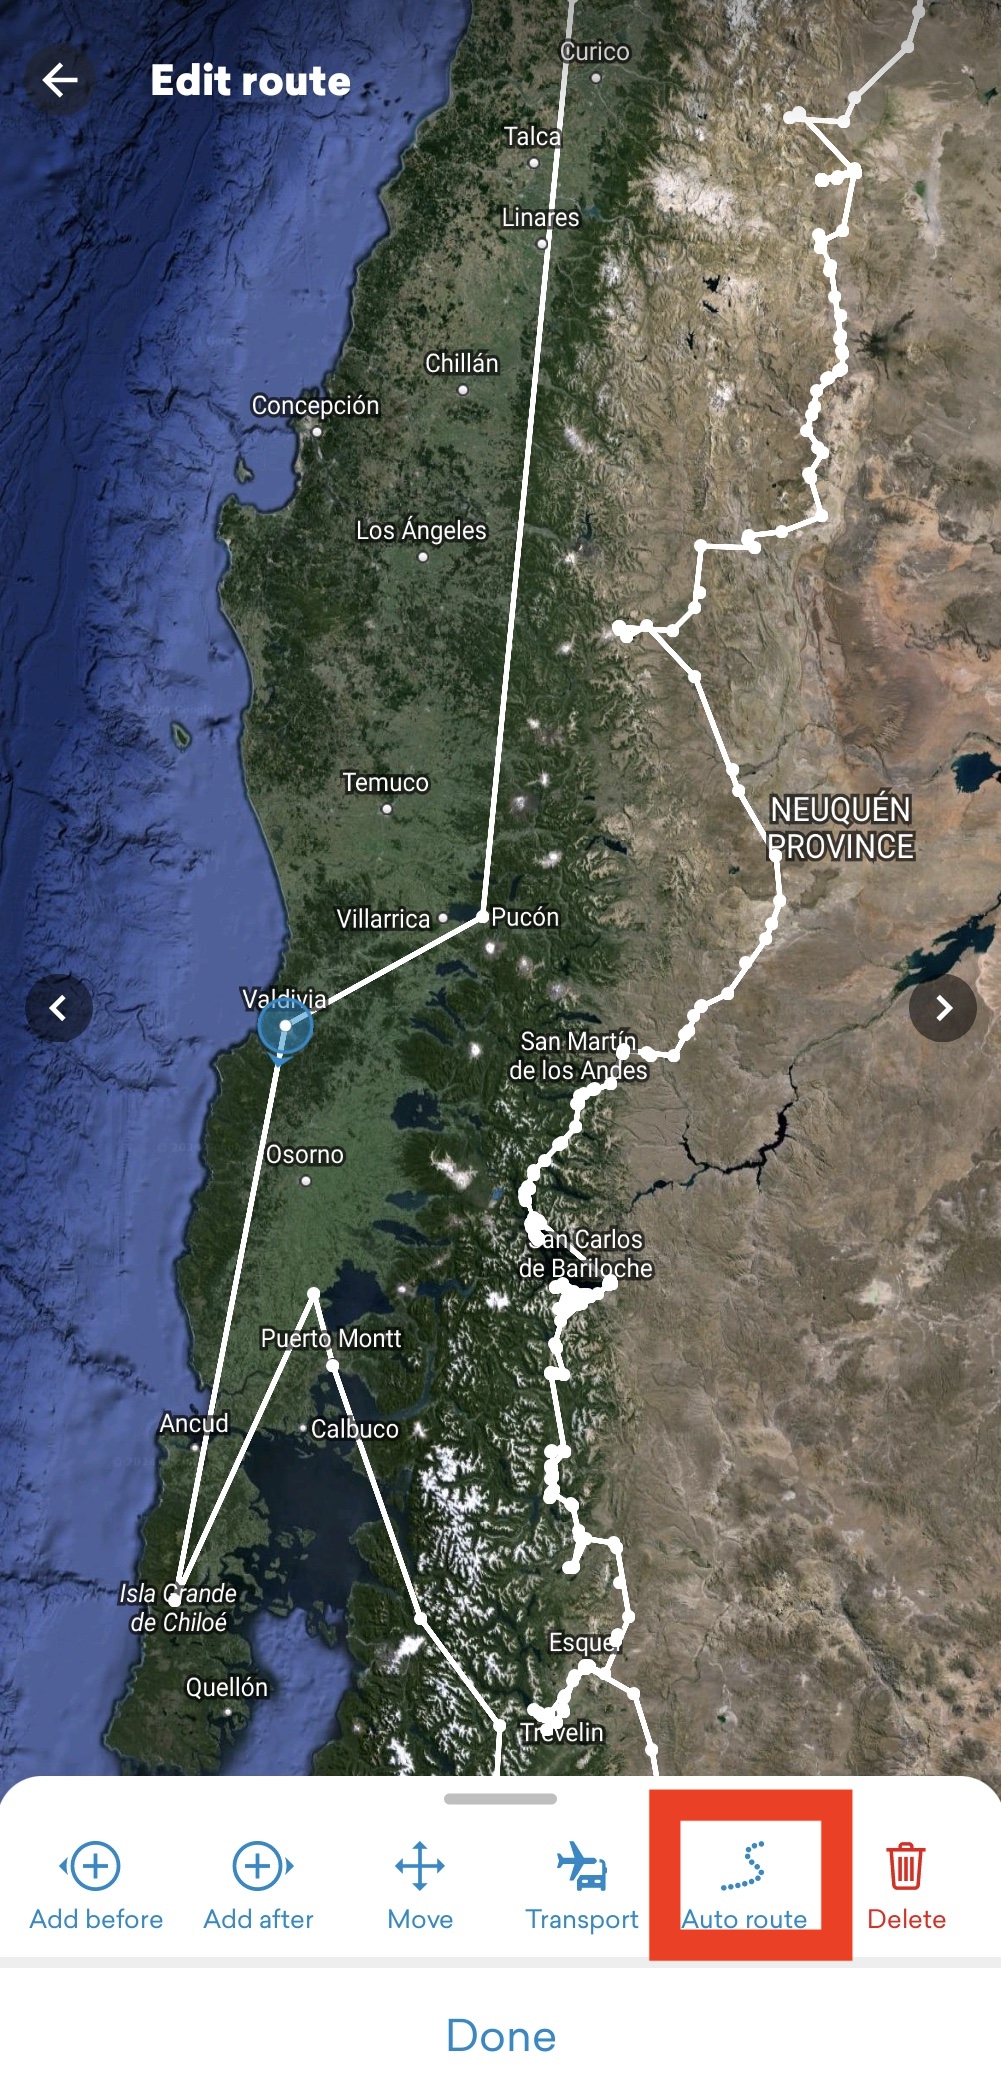 Edit route
Curico
Talca
Linares
Chillán
Concepción
Los Ángeles
Temuco
NEUQUÉN
PROVINCE
Villarrica
Pucón
Valdivia
San Martín
de los Andes
Osorno
San Carlos
de Bariloche
Puerto Montt
Ancud
Calbuco
Isla Grande
de Chiloé
Esquel
Quellón
Trevelin
Add before
Add after
Move
Transport
Auto route
Delete
Done